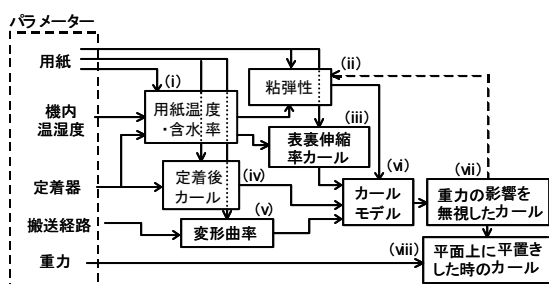 パラメーター
用紙
機内
温湿度
定着器
搬送経路
重力
(i)
用紙温度
・含水率
(ii)
粘弾性
(iii)
表裏伸縮
率カール
定着後
カール
(iv)
(v)
変形曲率
(vi)
カール
モデル
(vii)
重力の影響を
無視したカール
(viii)
平面上に平置き
した時のカール